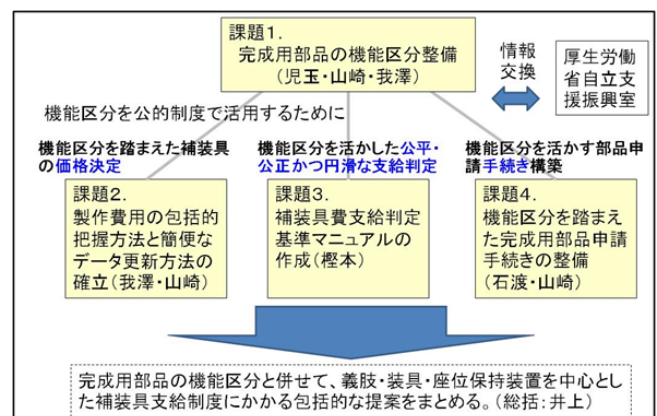 課題1.
完成用部品の機能区分整備
（児玉・山崎・我澤）
情報
交換
厚生労働
省自立支
援振興室
機能区分を公的制度で活用するために
機能区分を踏まえた補装具
の価格決定
機能区分を活かした公平・
公正かつ円滑な支給判定
機能区分を活かす部品申
請手続き構築
課題2.
製作費用の包括的
把握方法と簡便な
データ更新方法の
確立（我澤・山崎）
課題3.
補装具費支給判定
基準マニュアルの
作成（樫本）
課題4.
機能区分を踏まえ
た完成用部品申請
手続きの整備
（石渡・山崎）
完成用部品の機能区分と併せて、義肢・装具・座位保持装置を中心とし
た補装具支給制度にかかる包括的な提案をまとめる。（総括：井上）